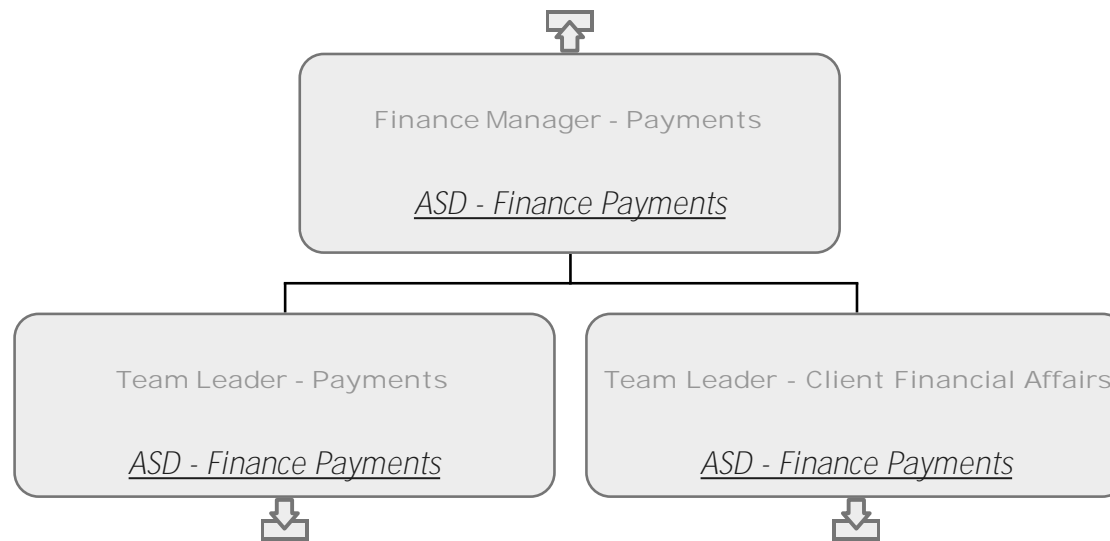 Finance Manager - Payments
ASD - Finance Payments
Team Leader - Payments
ASD - Finance Payments
Team Leader - Client Financial Affairs
ASD - Finance Payments